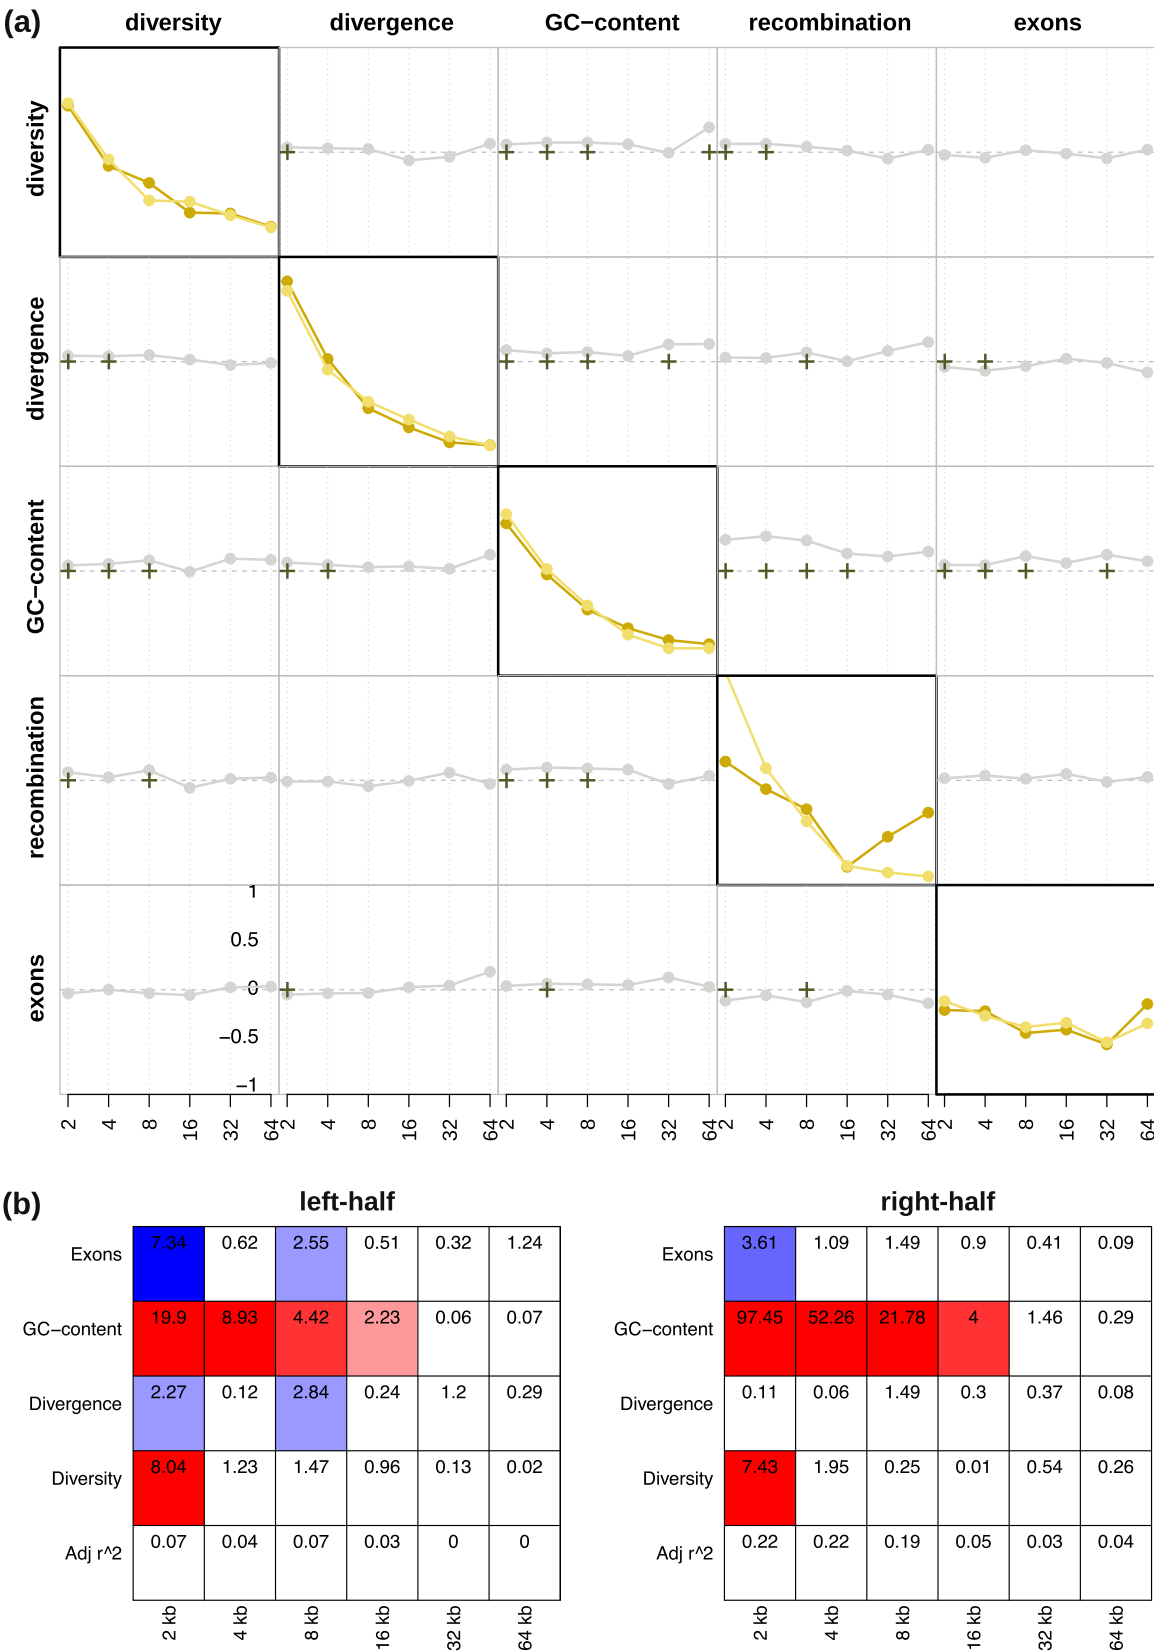 (a)
diversity divergence GC−content recombination exons
diversity
divergence
GC−content
recombination
exons
1
0.5
0
−0.5
−1
2 4 8 16 32 64 2 4 8 16 32 64 2 4 8 16 32 64 2 4 8 16 32 64 2 4 8 16 32 64
(b)
left-half
Exons 7.34 0.62 2.55 0.51 0.32 1.24
GC−content 19.9 8.93 4.42 2.23 0.06 0.07
Divergence 2.27 0.12 2.84 0.24 1.2 0.29
Diversity 8.04 1.23 1.47 0.96 0.13 0.02
Adj r^2 0.07 0.04 0.07 0.03 0 0
2 kb 4 kb 8 kb 16 kb 32 kb 64 kb
right-half
Exons 3.61 1.09 1.49 0.9 0.41 0.09
GC−content 97.45 52.26 21.78 4 1.46 0.29
Divergence 0.11 0.06 1.49 0.3 0.37 0.08
Diversity 7.43 1.95 0.25 0.01 0.54 0.26
Adj r^2 0.22 0.22 0.19 0.05 0.03 0.04
2 kb 4 kb 8 kb 16 kb 32 kb 64 kb